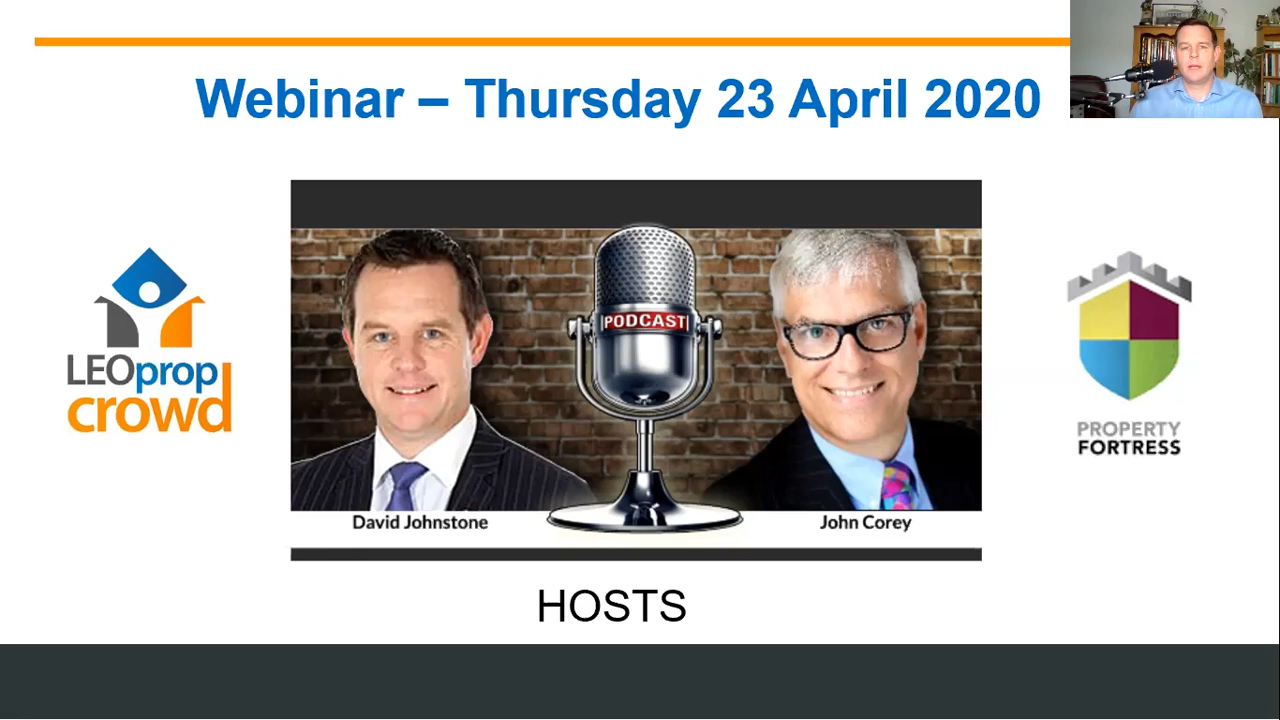 Webinar – Thursday 23 April 2020
LEOprop
crowd
PODCAST
PROPERTY
FORTRESS
David Johnstone
John Corey
HOSTS